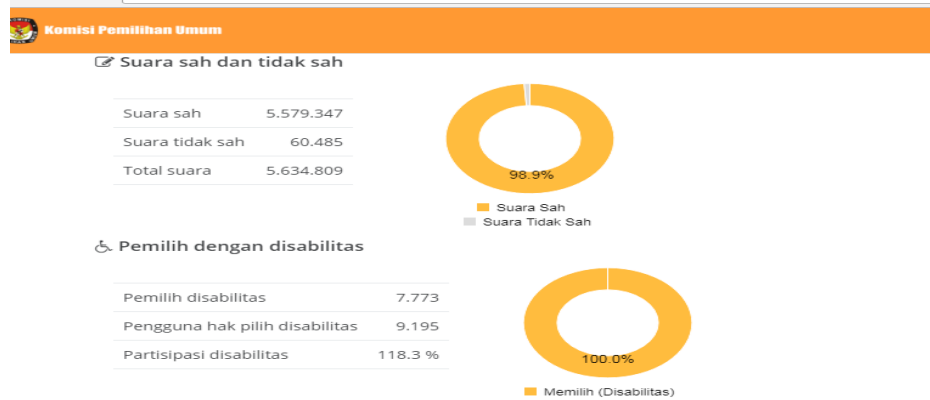 Komisi Pemilihan Umum
Suara sah dan tidak sah
Suara sah 5.579.347
Suara tidak sah 60.485
Total suara 5.634.809
98.9%
Suara Sah
Suara Tidak Sah
Pemilih dengan disabilitas
Pemilih disabilitas 7.773
Pengguna hak pilih disabilitas 9.195
Partisipasi disabilitas 118.3 %
100.0%
Memilih (Disabilitas)